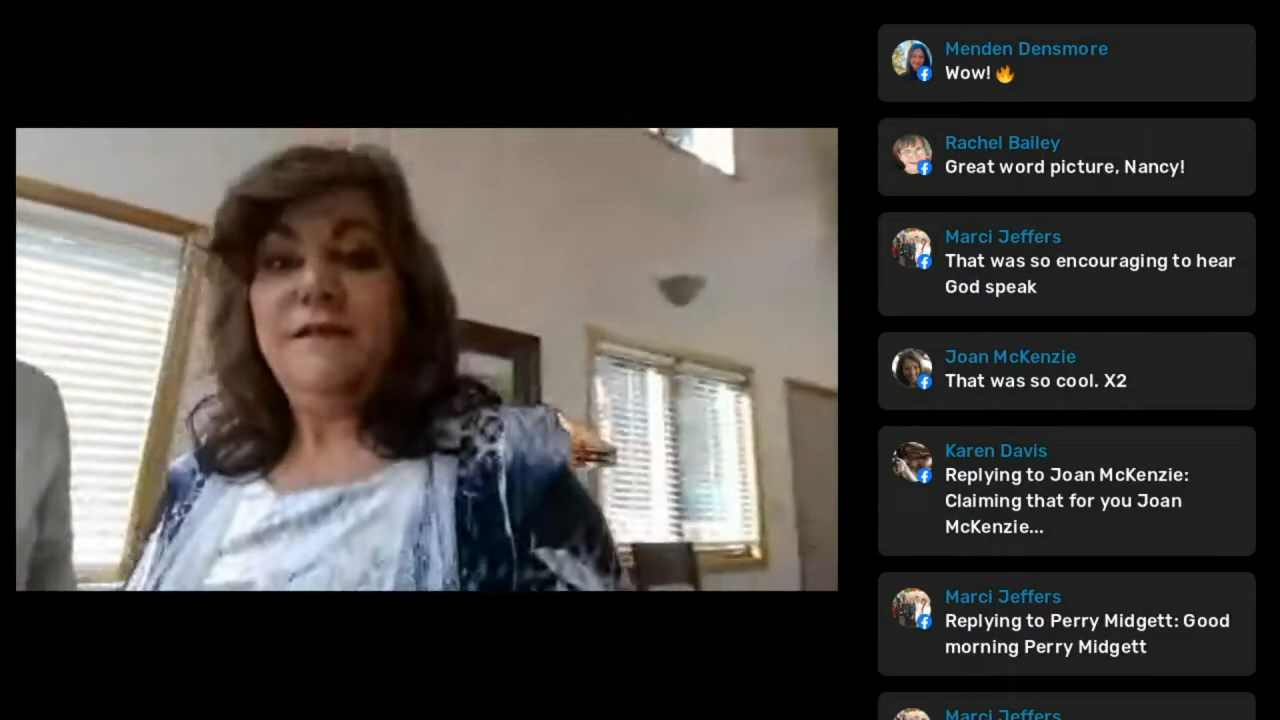 Menden Densmore
Wow! 🔥
Rachel Bailey
Great word picture, Nancy!
Marci Jeffers
That was so encouraging to hear
God speak
Joan McKenzie
That was so cool. X2
Karen Davis
Replying to Joan McKenzie:
Claiming that for you Joan
McKenzie...
Marci Jeffers
Replying to Perry Midgett: Good
morning Perry Midgett
Marci Jeffers